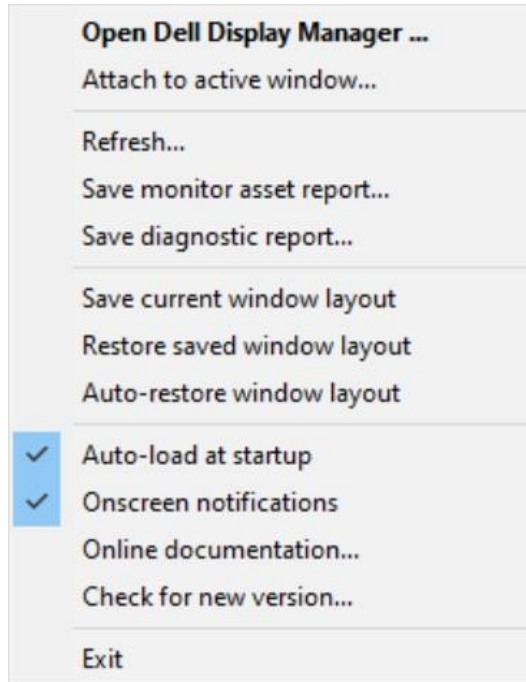 Open Dell Display Manager ...
Attach to active window...
Refresh...
Save monitor asset report...
Save diagnostic report...
Save current window layout
Restore saved window layout
Auto-restore window layout
Auto-load at startup
Onscreen notifications
Online documentation...
Check for new version...
Exit